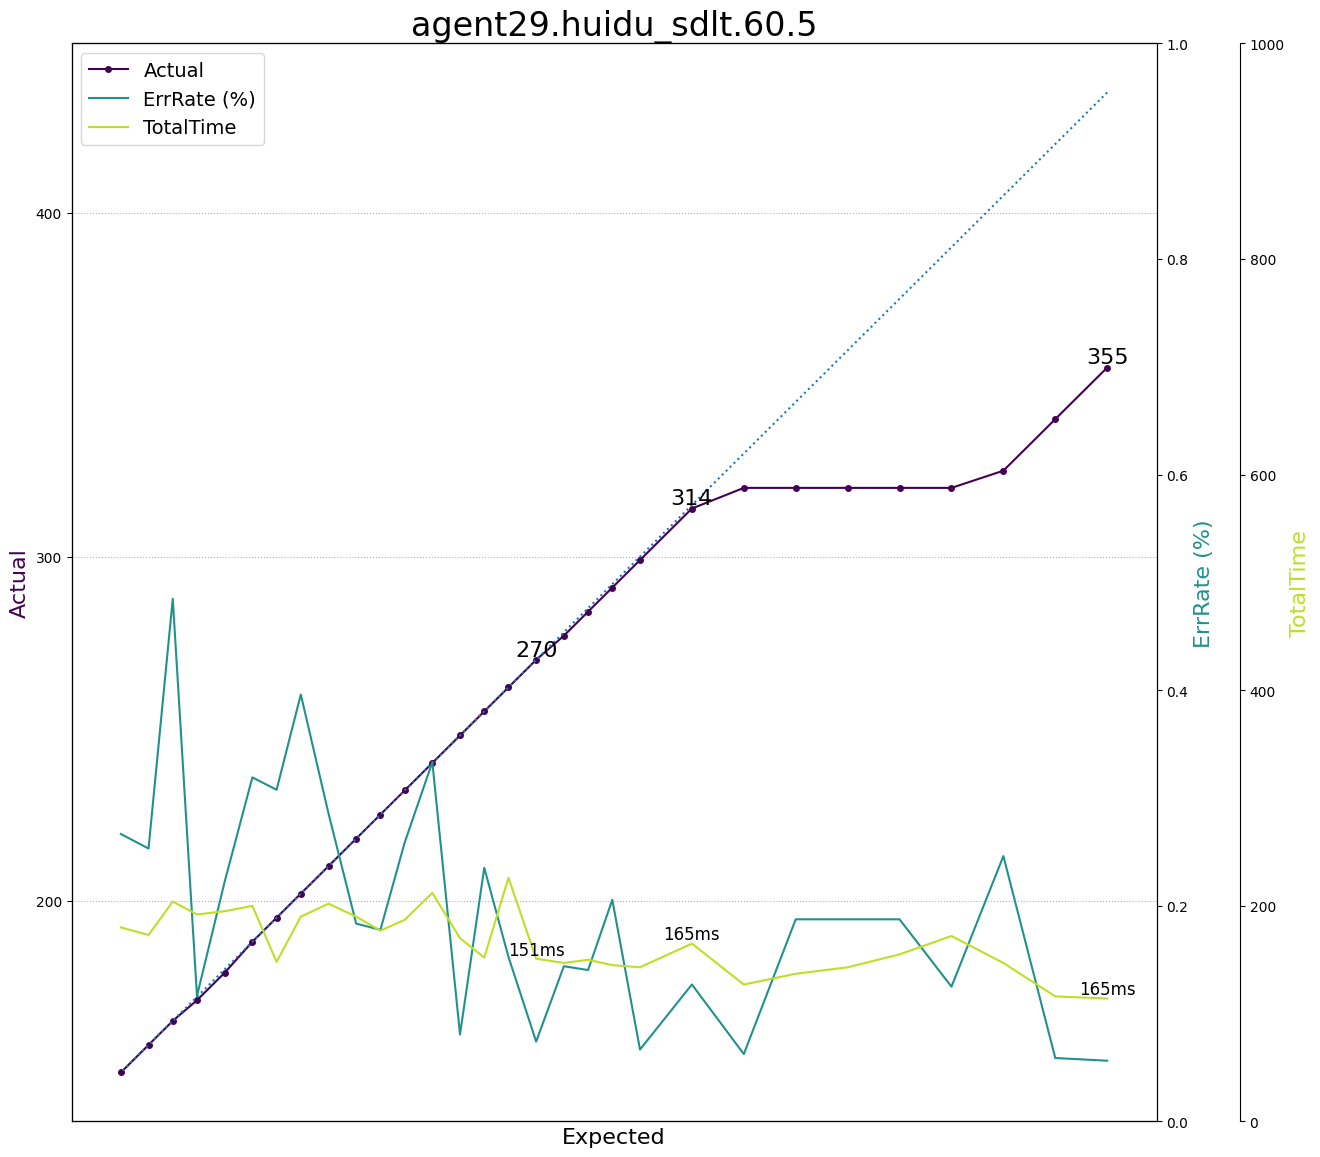 agent29.huidu_sdlt.60.5
Actual
ErrRate (%)
TotalTime
400
300
200
Actual
1.0
0.8
0.6
0.4
0.2
0.0
ErrRate (%)
1000
800
600
400
200
0
TotalTime
355
314
270
151ms
165ms
165ms
Expected